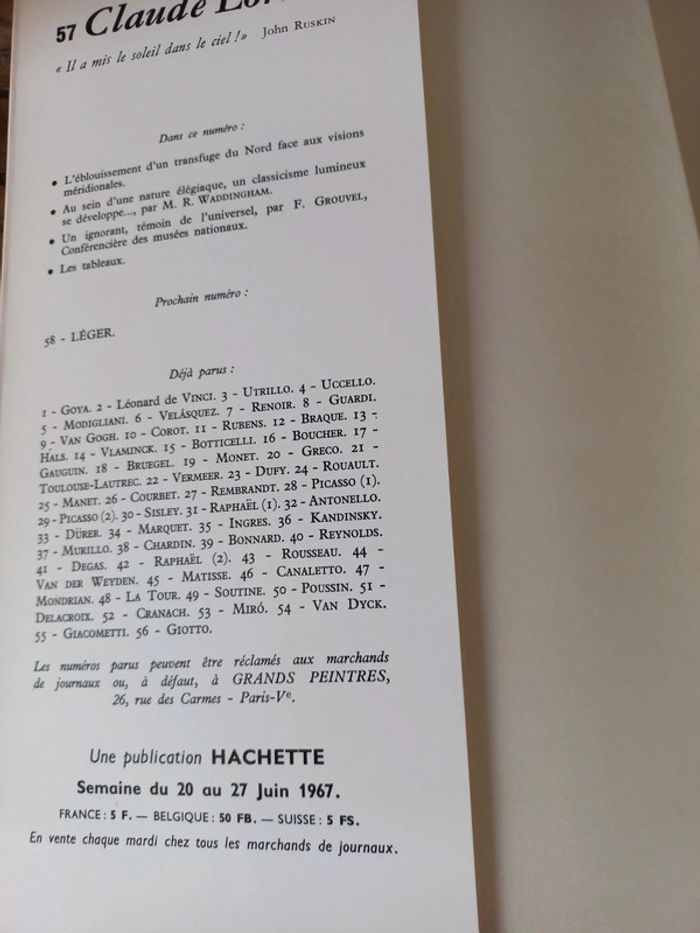 57 Claude
« Il a mis le soleil dans le ciel !» John Ruskin
Dans ce numéro :
• L'éblouissement d'un transfuge du Nord face aux visions
méridionales.
• Au sein d'une nature élégiaque, un classicisme lumineux
se développe..., par M. R. WADDINGHAM.
• Un ignorant, témoin de l'universel, par F. GROUVEL,
Conférencière des musées nationaux.
• Les tableaux.
Prochain numéro :
58 - LÉGER.
Déjà parus :
1 - GOYA. 2 - Léonard de VINCI. 3 - UTRILLO. 4 - UCCELLO.
5 - MODIGLIANI. 6 - VELÁSQUEZ. 7 - RENOIR. 8 - GUARDI.
9 - VAN GOGH. 10 - COROT. 11 - RUBENS. 12 - BRAQUE. 13 -
HALS. 14 - VLAMINCK. 15 - BOTTICELLI. 16 - BOUCHER. 17 -
GAUGUIN. 18 - BRUEGEL. 19 - MONET. 20 - GRECO. 21 -
TOULOUSE-LAUTREC. 22 - VERMEER. 23 - DUFY. 24 - ROUAULT.
25 - MANET. 26 - COURBET. 27 - REMBRANDT. 28 - PICASSO (1).
29 - PICASSO (2). 30 - SISLEY. 31 - RAPHAËL (1). 32 - ANTONELLO.
33 - DÜRER. 34 - MARQUET. 35 - INGRES. 36 - KANDINSKY.
37 - MURILLO. 38 - CHARDIN. 39 - BONNARD. 40 - REYNOLDS.
41 - DEGAS. 42 - RAPHAËL (2). 43 - ROUSSEAU. 44 -
VAN DER WEYDEN. 45 - MATISSE. 46 - CANALETTO. 47 -
MONDRIAN. 48 - LA TOUR. 49 - SOUTINE. 50 - POUSSIN. 51 -
DELACROIX. 52 - CRANACH. 53 - MIRÓ. 54 - VAN DYCK.
55 - GIACOMETTI. 56 - GIOTTO.
Les numéros parus peuvent être réclamés aux marchands
de journaux ou, à défaut, à GRANDS PEINTRES,
26, rue des Carmes - Paris-Ve.
Une publication HACHETTE
Semaine du 20 au 27 Juin 1967.
FRANCE : 5 F. — BELGIQUE : 50 FB. — SUISSE : 5 FS.
En vente chaque mardi chez tous les marchands de journaux.